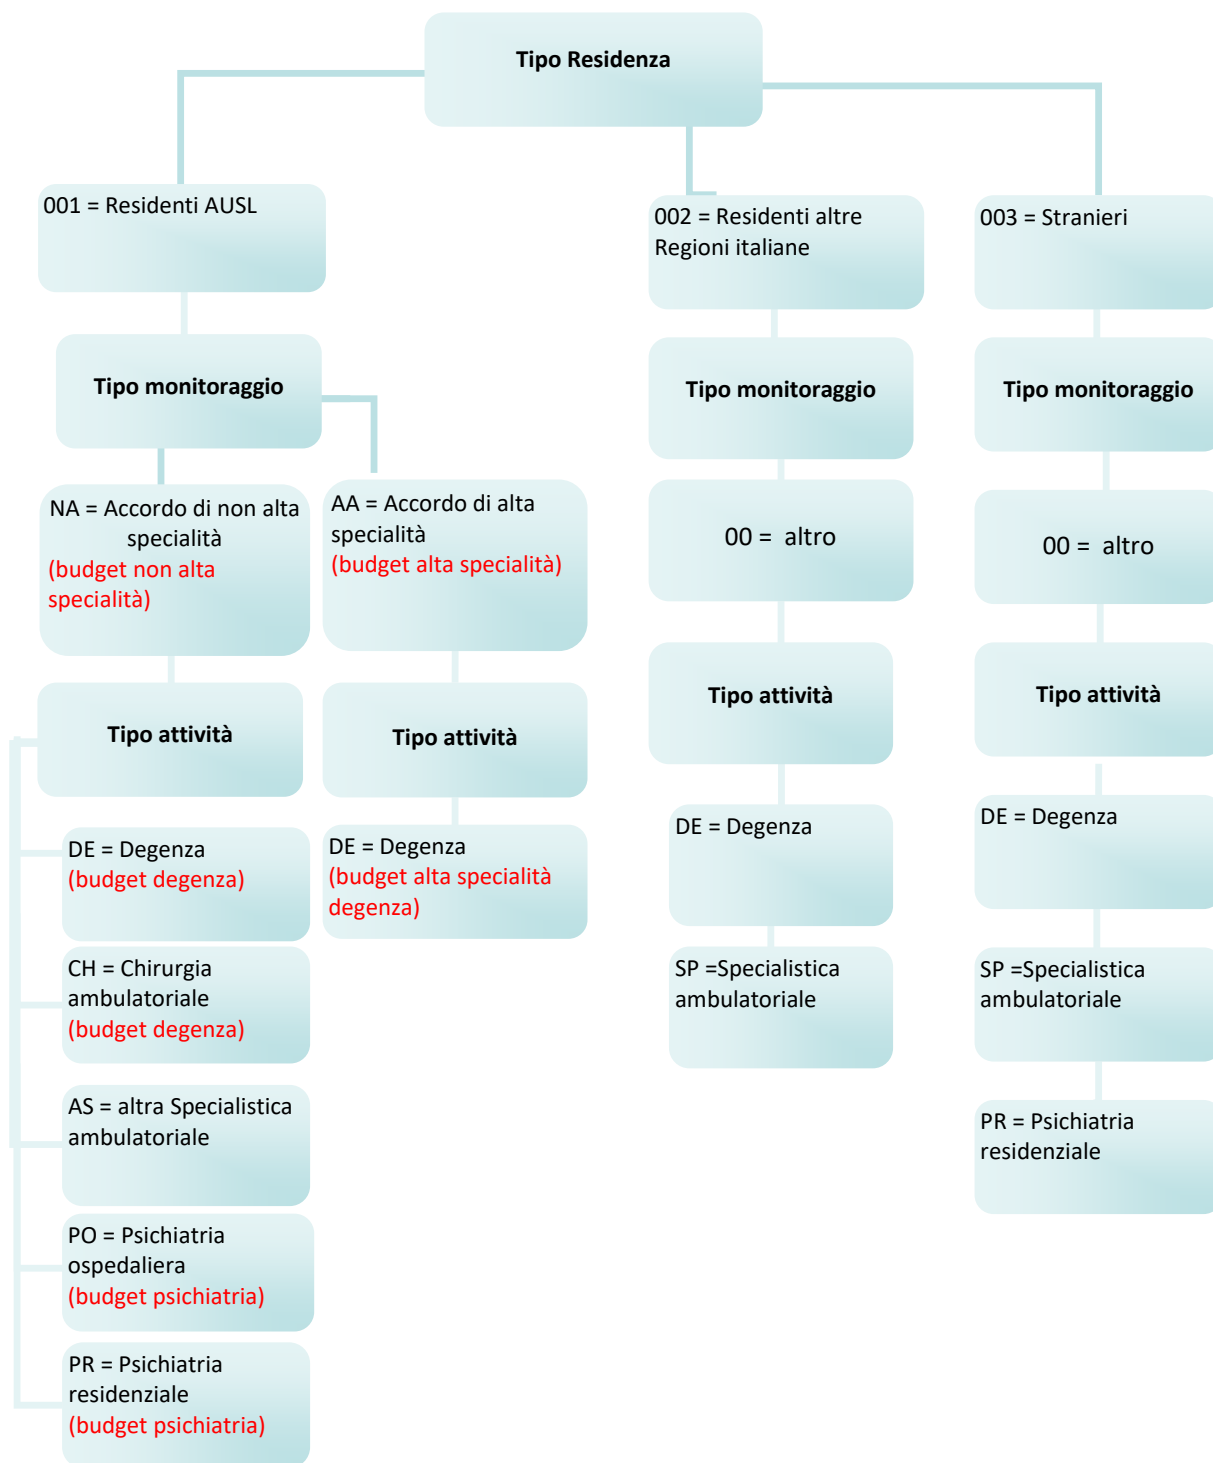 Tipo Residenza
001 = Residenti AUSL
002 = Residenti altre
Regioni italiane
003 = Stranieri
Tipo monitoraggio
Tipo monitoraggio
Tipo monitoraggio
NA = Accordo di non alta
specialità
(budget non alta
specialità)
AA = Accordo di alta
specialità
(budget alta specialità)
00 =  altro
00 =  altro
Tipo attività
Tipo attività
Tipo attività
Tipo attività
DE = Degenza
(budget degenza)
DE = Degenza
(budget alta specialità
degenza)
DE = Degenza
DE = Degenza
CH = Chirurgia
ambulatoriale
(budget degenza)
SP =Specialistica
ambulatoriale
SP =Specialistica
ambulatoriale
AS = altra Specialistica
ambulatoriale
PR = Psichiatria
residenziale
PO = Psichiatria
ospedaliera
(budget psichiatria)
PR = Psichiatria
residenziale
(budget psichiatria)